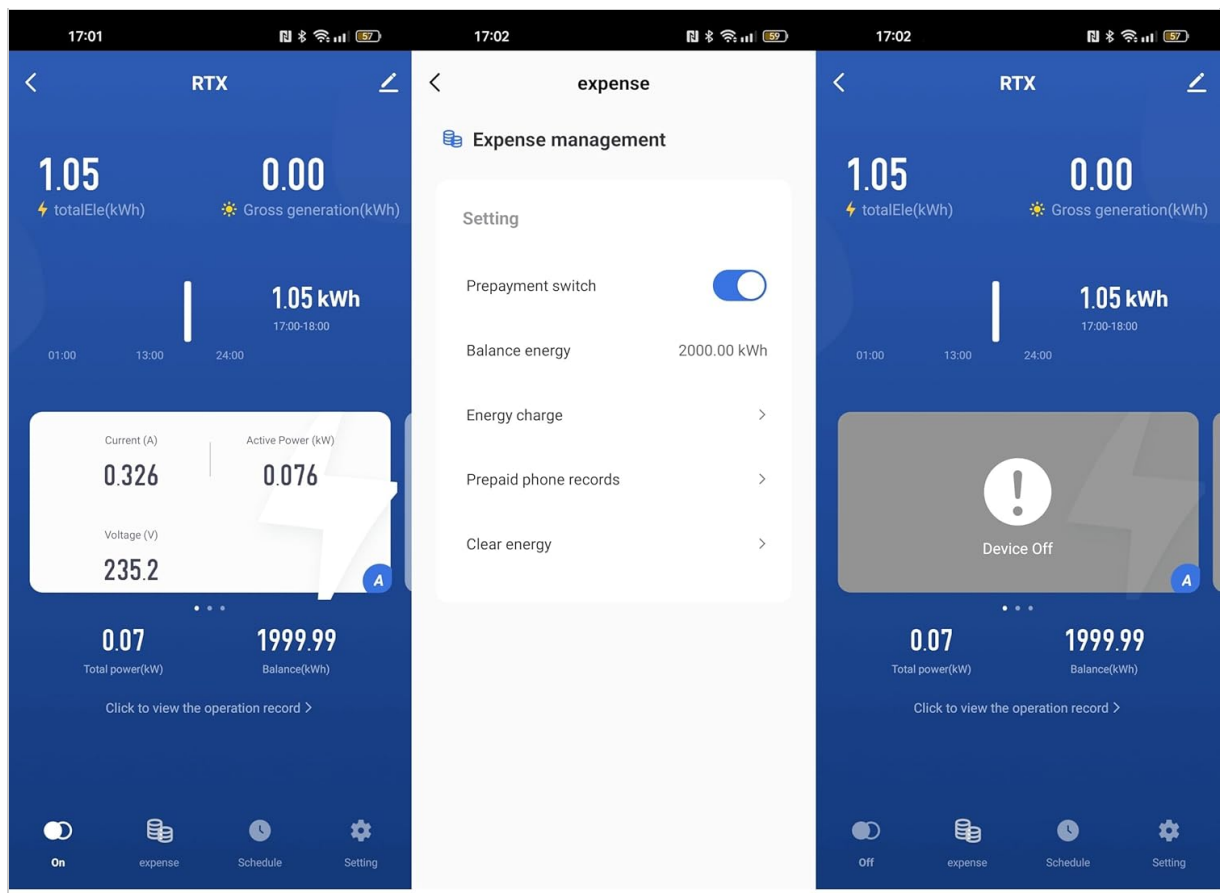 17:01
57
RTX
1.05
0.00
totalEle(kWh)
Gross generation(kWh)
1.05 kWh
17:00-18:00
01:00
13:00
24:00
Current (A)
Active Power (kW)
0.326
0.076
Voltage (V)
235.2
A
0.07
1999.99
Total power(kW)
Balance(kWh)
Click to view the operation record >
On
expense
Schedule
Setting
17:02
59
expense
Expense management
Setting
Prepayment switch
Balance energy
2000.00 kWh
Energy charge
Prepaid phone records
Clear energy
17:02
57
RTX
1.05
0.00
totalEle(kWh)
Gross generation(kWh)
1.05 kWh
17:00-18:00
01:00
13:00
24:00
!
Device Off
A
0.07
1999.99
Total power(kW)
Balance(kWh)
Click to view the operation record >
Off
expense
Schedule
Setting